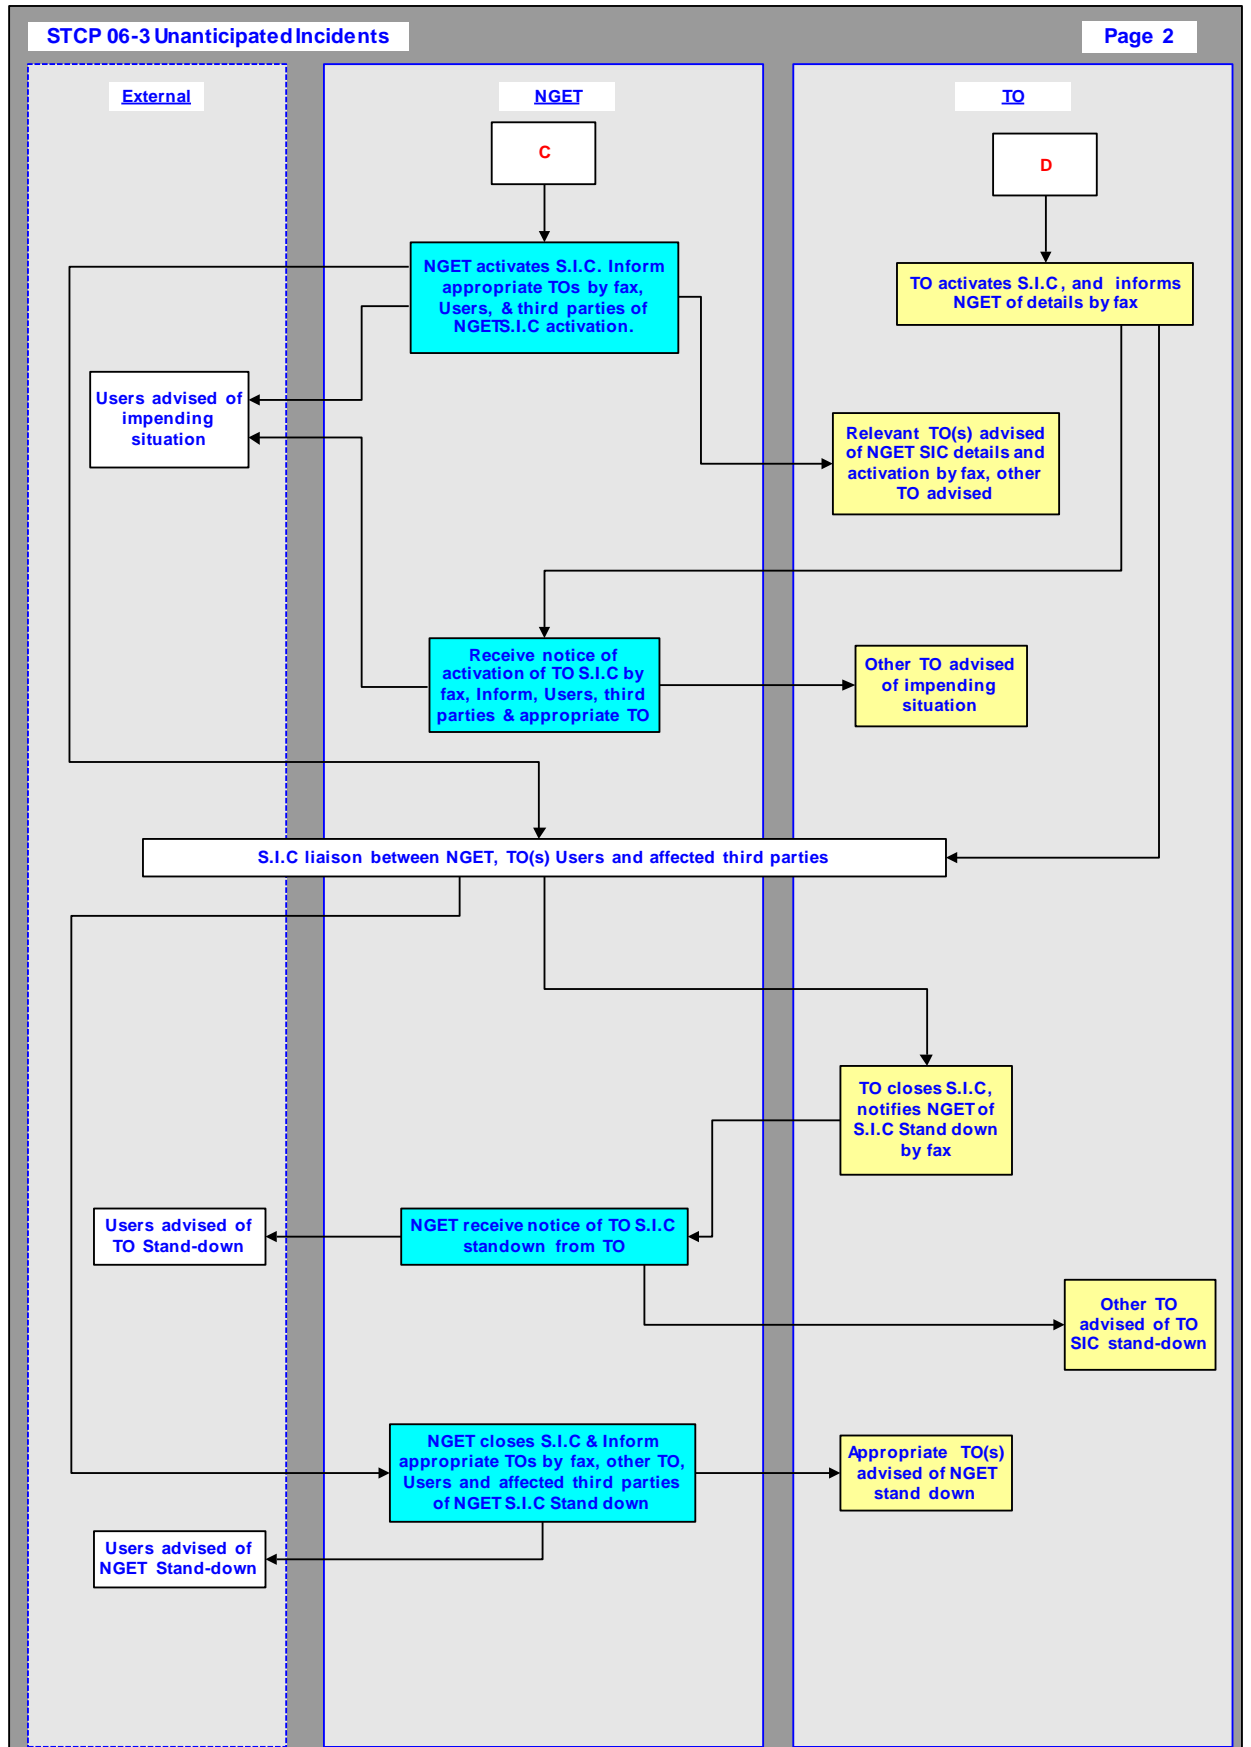 STCP 06-3 Unanticipated Incidents
Page 2
External
NGET
TO
C
D
NGET activates S.I.C. Inform
appropriate TOs by fax,
Users, & third parties of
NGETS.I.C activation.
TO activates S.I.C, and informs
NGET of details by fax
Users advised of
impending
situation
Relevant TO(s) advised
of NGET SIC details and
activation by fax, other
TO advised
Receive notice of
activation of TO S.I.C by
fax, Inform, Users, third
parties & appropriate TO
Other TO advised
of impending
situation
S.I.C liaison between NGET, TO(s) Users and affected third parties
TO closes S.I.C,
notifies NGET of
S.I.C Stand down
by fax
Users advised of
TO Stand-down
NGET receive notice of TO S.I.C
standown from TO
Other TO
advised of TO
SIC stand-down
NGET closes S.I.C & Inform
appropriate TOs by fax, other TO,
Users and affected third parties
of NGET S.I.C Stand down
Appropriate TO(s)
advised of NGET
stand down
Users advised of
NGET Stand-down